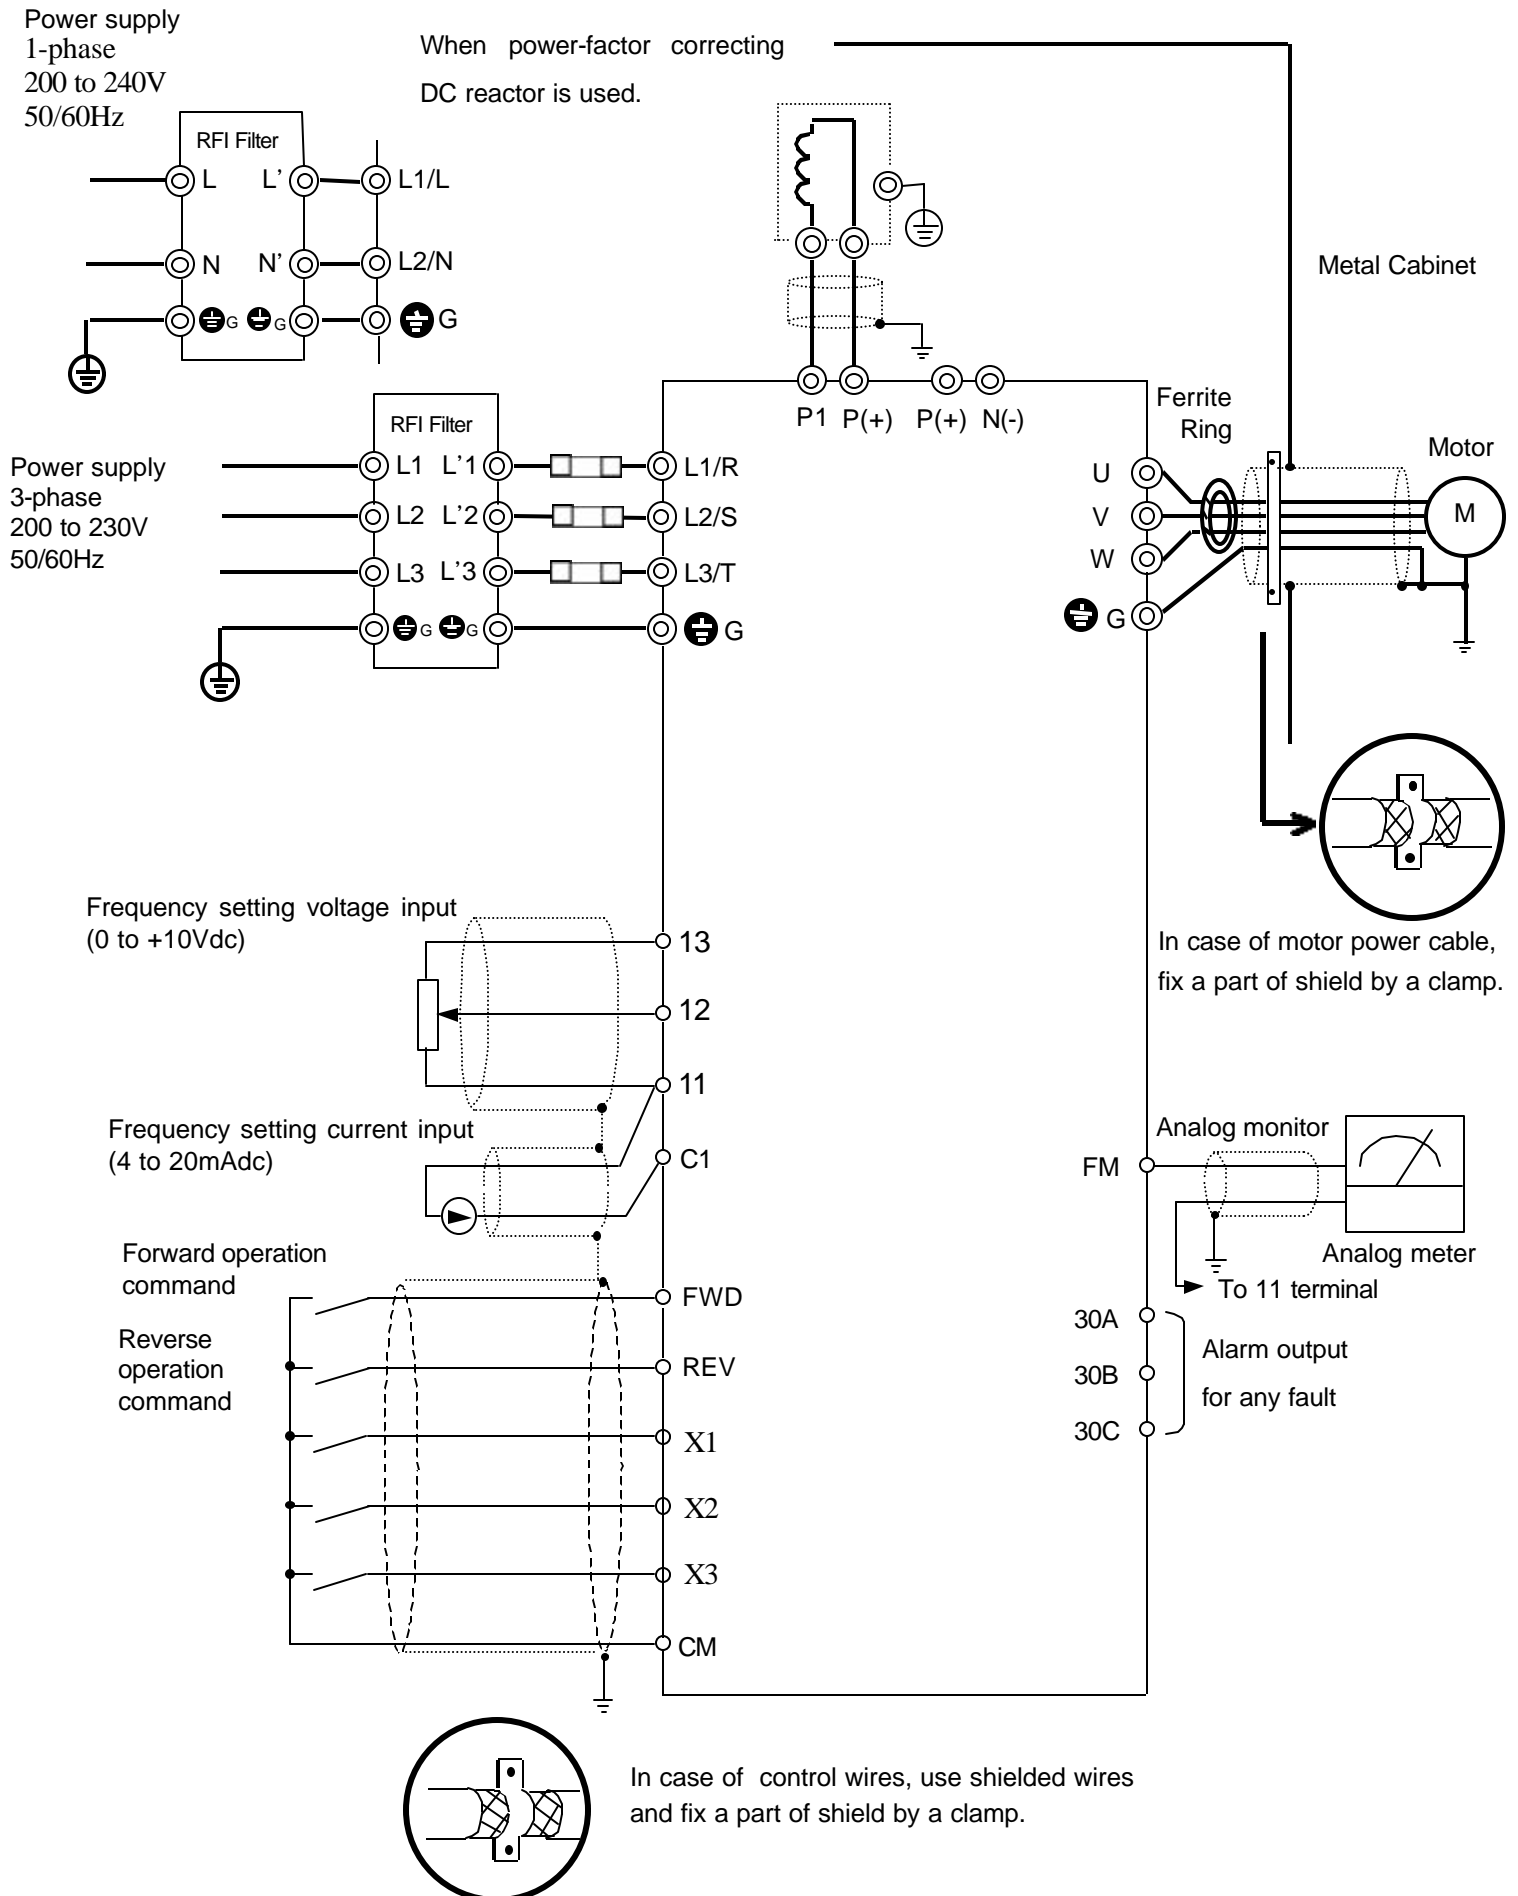 Power supply
1-phase
200 to 240V
50/60Hz
When power-factor correcting
DC reactor is used.
RFI Filter
L L’ L1/L
N N’ L2/N
G G G
Metal Cabinet
P1 P(+) P(+) N(-)
Ferrite
Ring
Motor
RFI Filter
Power supply
3-phase
200 to 230V
50/60Hz
L1 L’1 L1/R
L2 L’2 L2/S
L3 L’3 L3/T
G G G
U
V
W
G
M
Frequency setting voltage input
(0 to +10Vdc)
13
12
11
In case of motor power cable,
fix a part of shield by a clamp.
Frequency setting current input
(4 to 20mAdc)
C1
Analog monitor
FM
Analog meter
To 11 terminal
Forward operation
command
FWD
Reverse
operation
command
REV
30A
30B
30C
Alarm output
for any fault
X1
X2
X3
CM
In case of control wires, use shielded wires
and fix a part of shield by a clamp.